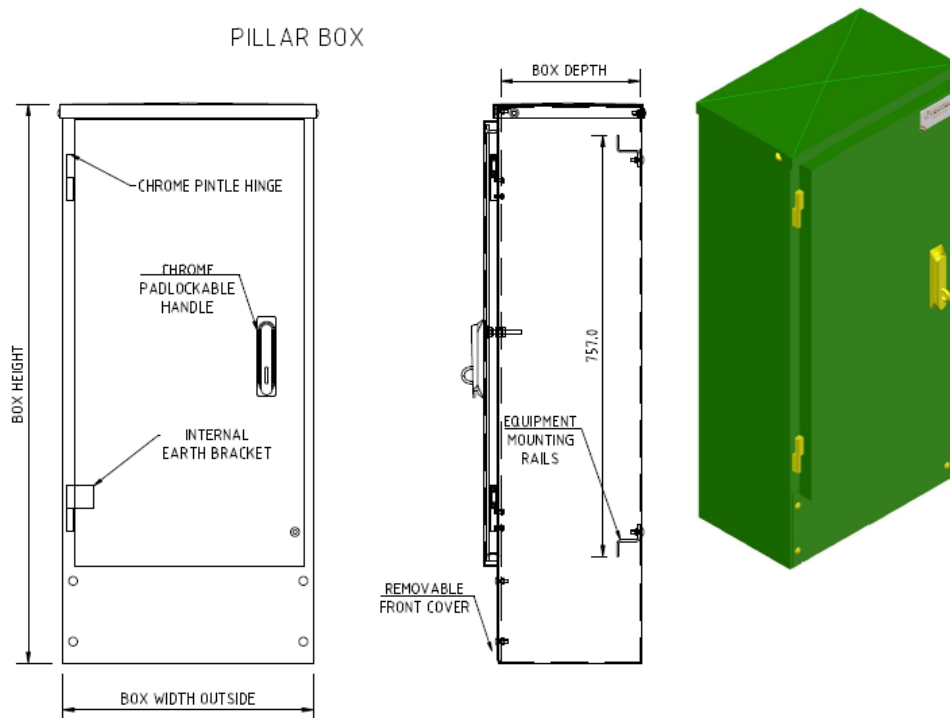 PILLAR BOX
BOX DEPTH
CHROME PINTLE HINGE
CHROME
PADLOCKABLE
HANDLE
BOX HEIGHT
757.0
INTERNAL
EARTH BRACKET
EQUIPMENT
MOUNTING
RAILS
REMOVABLE
FRONT COVER
BOX WIDTH OUTSIDE